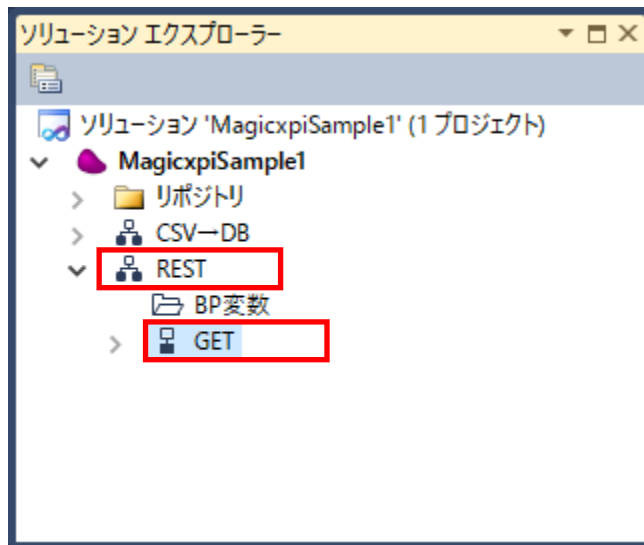 ソリューション エクスプローラー
ソリューション 'MagicxpiSample1' (1 プロジェクト)
MagicxpiSample1
リポジトリ
CSV→DB
REST
BP変数
GET